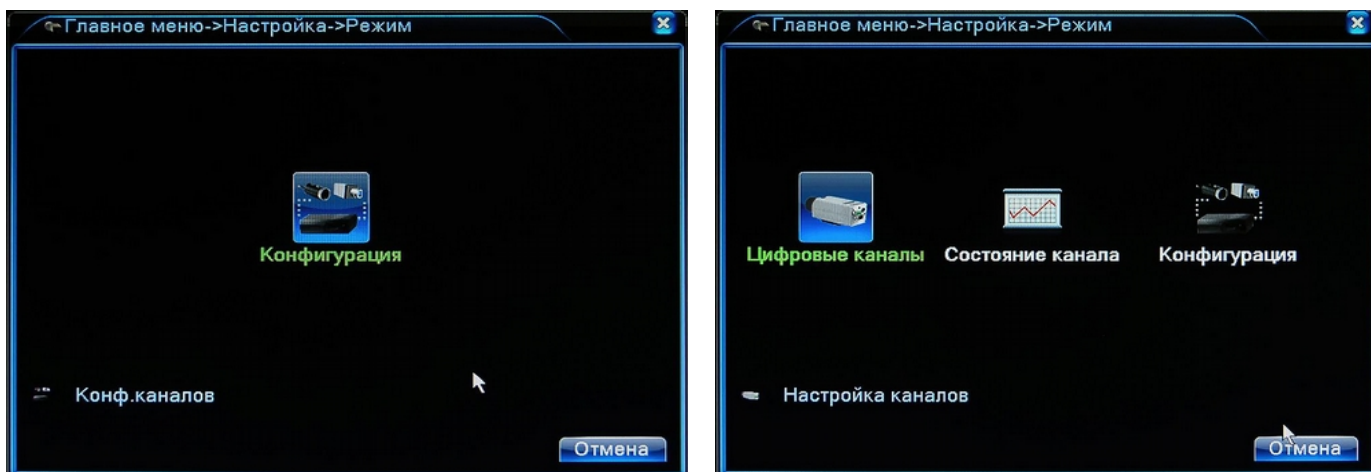 Главное меню->Настройка->Режим
Конфигурация
Конф.каналов
Отмена
Главное меню->Настройка->Режим
Цифровые каналы Состояние канала Конфигурация
Настройка каналов
Отмена